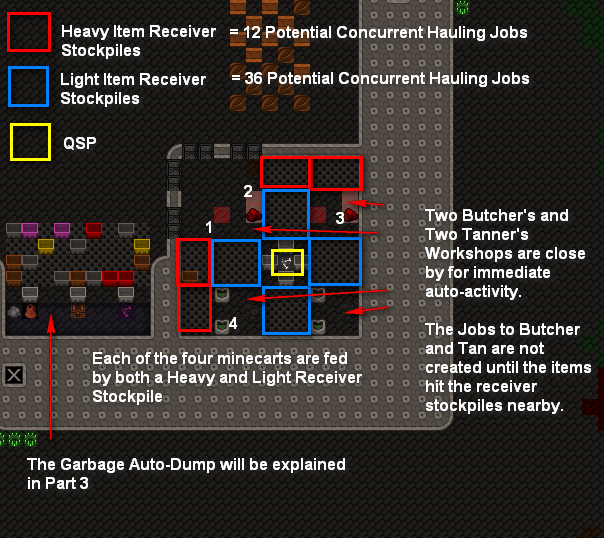 Heavy Item Receiver
Stockpiles
= 12 Potential Concurrent Hauling Jobs
Light Item Receiver
Stockpiles
= 36 Potential Concurrent Hauling Jobs
QSP
2
1
3
4
Two Butcher's and
Two Tanner's
Workshops are close
by for immediate
auto-activity.
The Jobs to Butcher
and Tan are not
created until the items
hit the receiver
stockpiles nearby.
Each of the four minecarts are fed
by both a Heavy and Light Receiver
Stockpile
The Garbage Auto-Dump will be explained
in Part 3